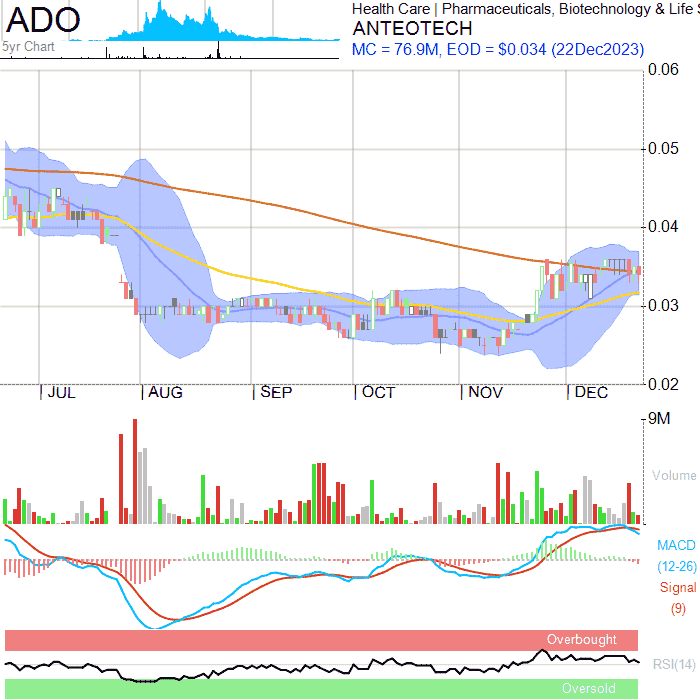 ADO
5yr Chart
Health Care | Pharmaceuticals, Biotechnology & Life S
ANTEOTECH
MC = 76.9M, EOD = $0.034 (22Dec2023)
0.06
0.05
0.04
0.03
0.02
JUL AUG SEP OCT NOV DEC
9M
Volume
MACD
(12-26)
Signal
(9)
Overbought
RSI(14)
Oversold